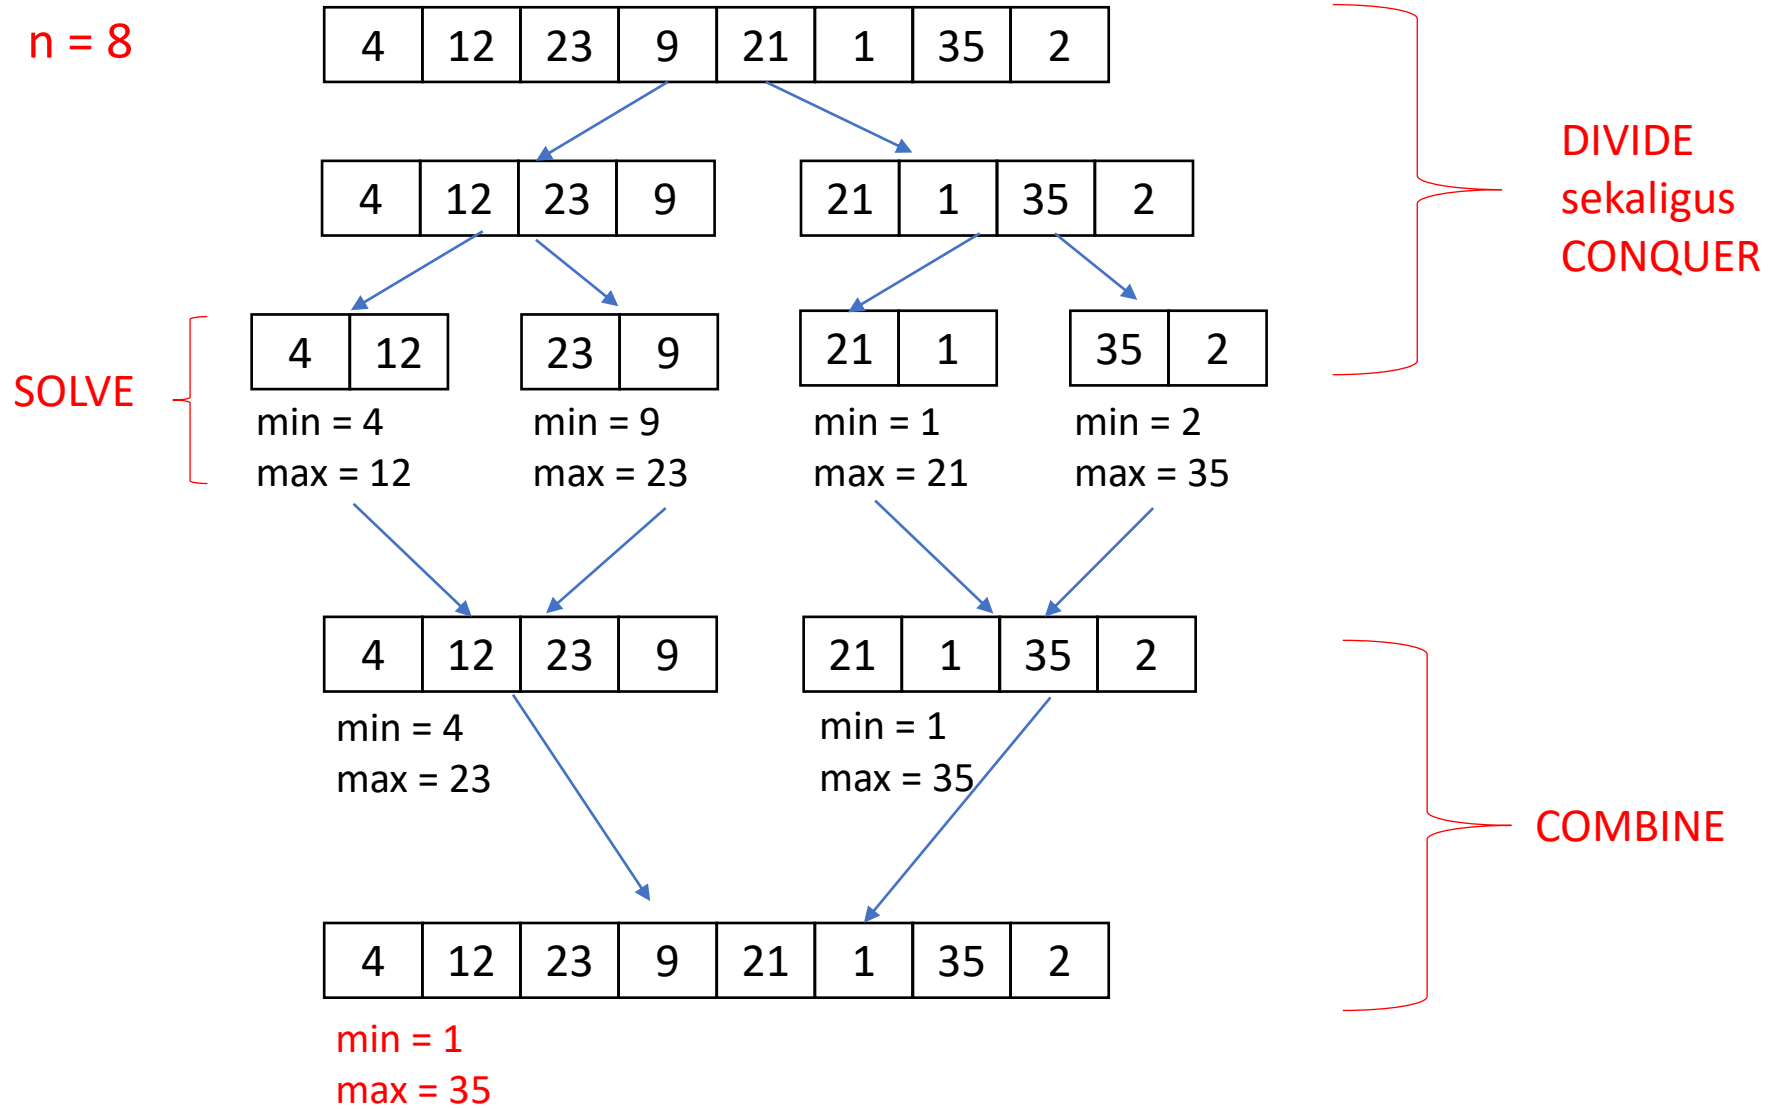 n = 8
4 12 23 9 21 1 35 2
DIVIDE
sekaligus
CONQUER
4 12 23 9
21 1 35 2
SOLVE
4 12
23 9
21 1
35 2
min = 4
max = 12
min = 9
max = 23
min = 1
max = 21
min = 2
max = 35
4 12 23 9
21 1 35 2
min = 4
max = 23
min = 1
max = 35
COMBINE
4 12 23 9 21 1 35 2
min = 1
max = 35